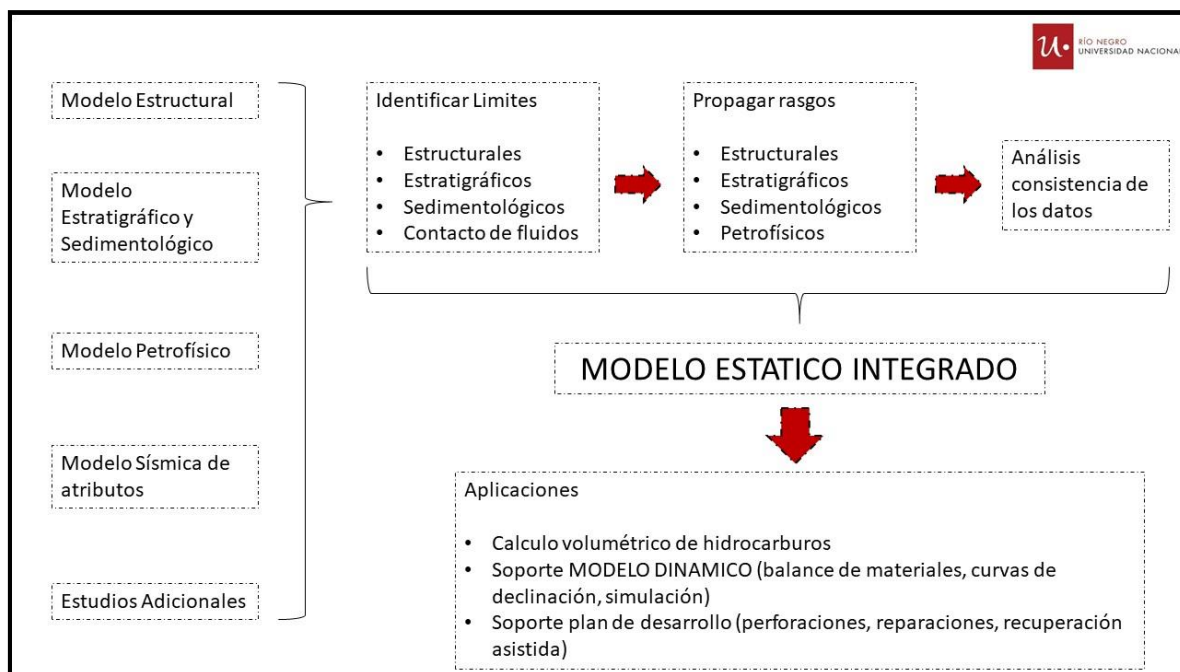 RÍO NEGRO
UNIVERSIDAD NACIONAL
Modelo Estructural
Modelo
Estratigráfico y
Sedimentológico
Modelo Petrofísico
Modelo Sísmica de
atributos
Estudios Adicionales
Identificar Limites
• Estructurales
• Estratigráficos
• Sedimentológicos
• Contacto de fluidos
Propagar rasgos
• Estructurales
• Estratigráficos
• Sedimentológicos
• Petrofísicos
Análisis
consistencia de
los datos
MODELO ESTATICO INTEGRADO
Aplicaciones
• Calculo volumétrico de hidrocarburos
• Soporte MODELO DINAMICO (balance de materiales, curvas de
declinación, simulación)
• Soporte plan de desarrollo (perforaciones, reparaciones, recuperación
asistida)